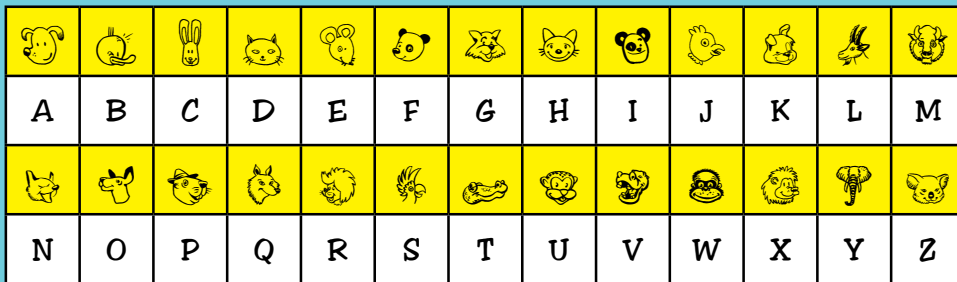 A B C D E F G H I J K L M
N O P Q R S T U V W X Y Z